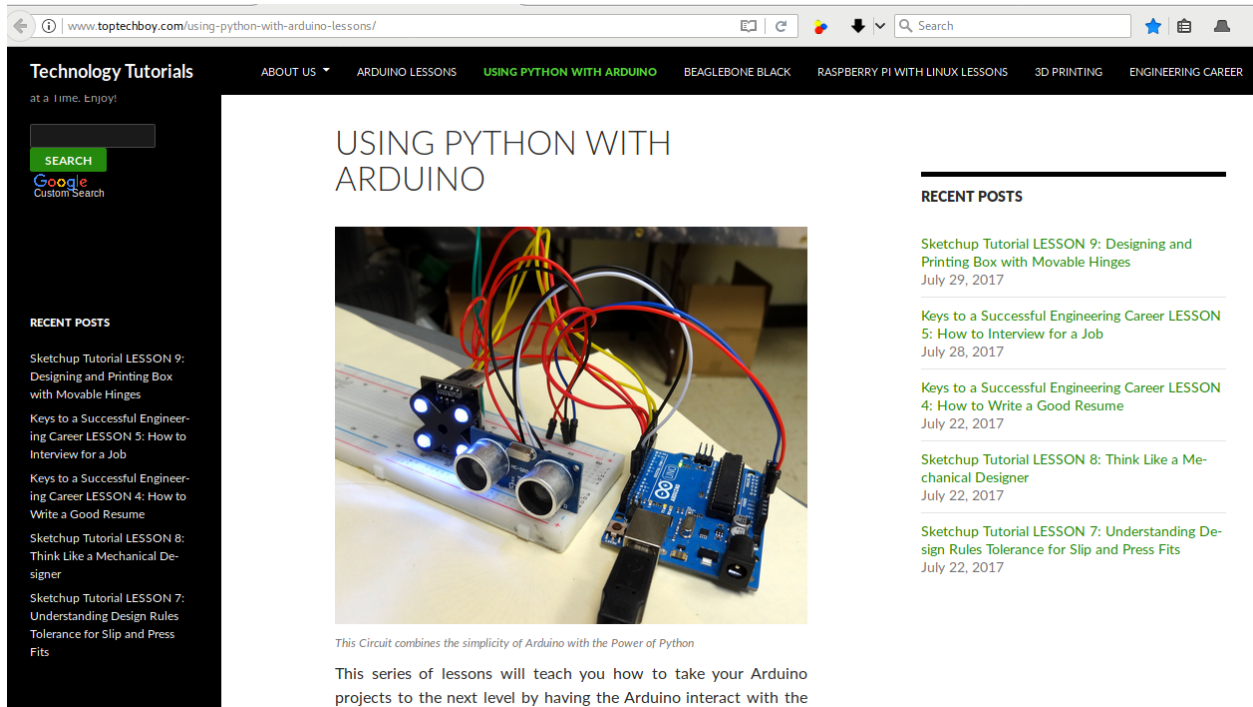 www.toptechboy.com/using-python-with-arduino-lessons/
Search
Technology Tutorials
ABOUT US
ARDUINO LESSONS
USING PYTHON WITH ARDUINO
BEAGLEBONE BLACK
RASPBERRY PI WITH LINUX LESSONS
3D PRINTING
ENGINEERING CAREER
at a Time. Enjoy!
SEARCH
Google
Custom Search
RECENT POSTS
Sketchup Tutorial LESSON 9:
Designing and Printing Box
with Movable Hinges
Keys to a Successful Engineer-
ing Career LESSON 5: How to
Interview for a Job
Keys to a Successful Engineer-
ing Career LESSON 4: How to
Write a Good Resume
Sketchup Tutorial LESSON 8:
Think Like a Mechanical De-
signer
Sketchup Tutorial LESSON 7:
Understanding Design Rules
Tolerance for Slip and Press
Fits
USING PYTHON WITH
ARDUINO
UNO
ARDUINO
This Circuit combines the simplicity of Arduino with the Power of Python
This series of lessons will teach you how to take your Arduino
projects to the next level by having the Arduino interact with the
RECENT POSTS
Sketchup Tutorial LESSON 9: Designing and
Printing Box with Movable Hinges
July 29, 2017
Keys to a Successful Engineering Career LESSON
5: How to Interview for a Job
July 28, 2017
Keys to a Successful Engineering Career LESSON
4: How to Write a Good Resume
July 22, 2017
Sketchup Tutorial LESSON 8: Think Like a Me-
chanical Designer
July 22, 2017
Sketchup Tutorial LESSON 7: Understanding De-
sign Rules Tolerance for Slip and Press Fits
July 22, 2017